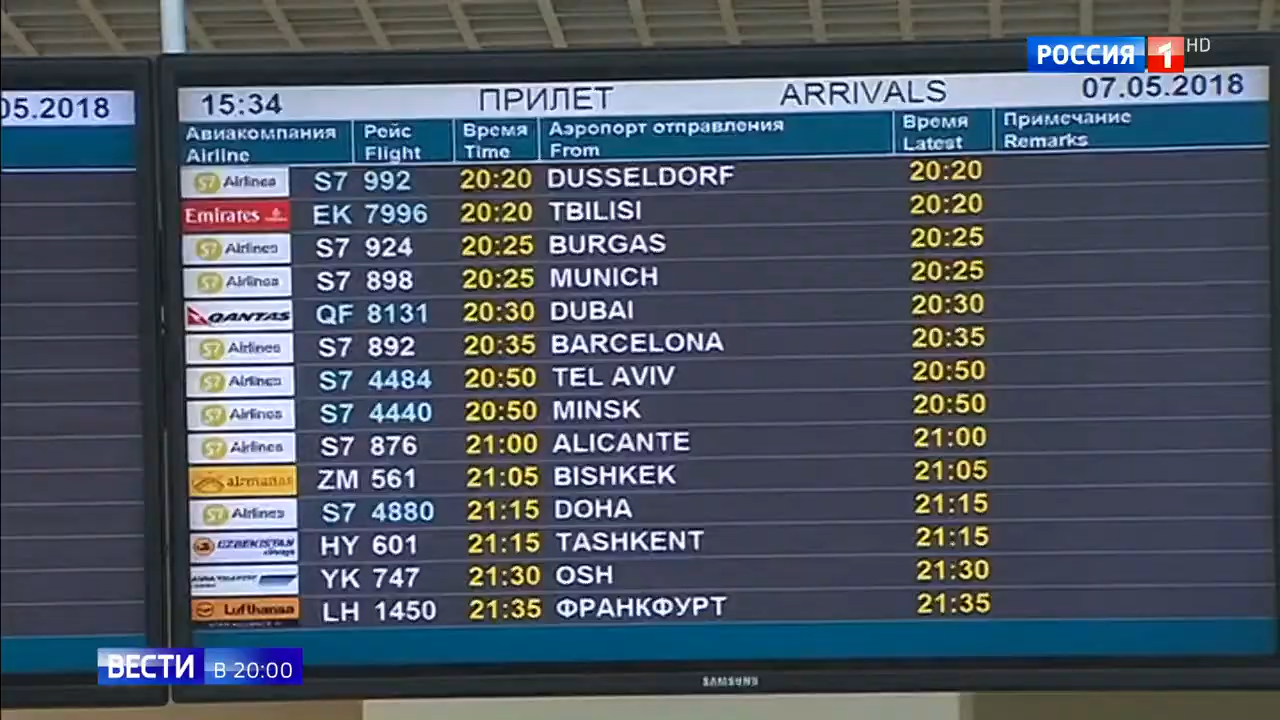 РОССИЯ 1 HD
05.2018
15:34 ПРИЛЕТ ARRIVALS 07.05.2018
Авиакомпания Рейс Время Аэропорт отправления Время Примечание
Airline Flight Time From Latest Remarks
S7 Airlines S7 992 20:20 DUSSELDORF 20:20
Emirates EK 7996 20:20 TBILISI 20:20
S7 Airlines S7 924 20:25 BURGAS 20:25
S7 Airlines S7 898 20:25 MUNICH 20:25
QANTAS QF 8131 20:30 DUBAI 20:30
S7 Airlines S7 892 20:35 BARCELONA 20:35
S7 Airlines S7 4484 20:50 TEL AVIV 20:50
S7 Airlines S7 4440 20:50 MINSK 20:50
S7 Airlines S7 876 21:00 ALICANTE 21:00
airmanas ZM 561 21:05 BISHKEK 21:05
S7 Airlines S7 4880 21:15 DOHA 21:15
UZBEKISTAN airways HY 601 21:15 TASHKENT 21:15
YK 747 21:30 OSH 21:30
Lufthansa LH 1450 21:35 ФРАНКФУРТ 21:35
ВЕСТИ В 20:00
SAMSUNG